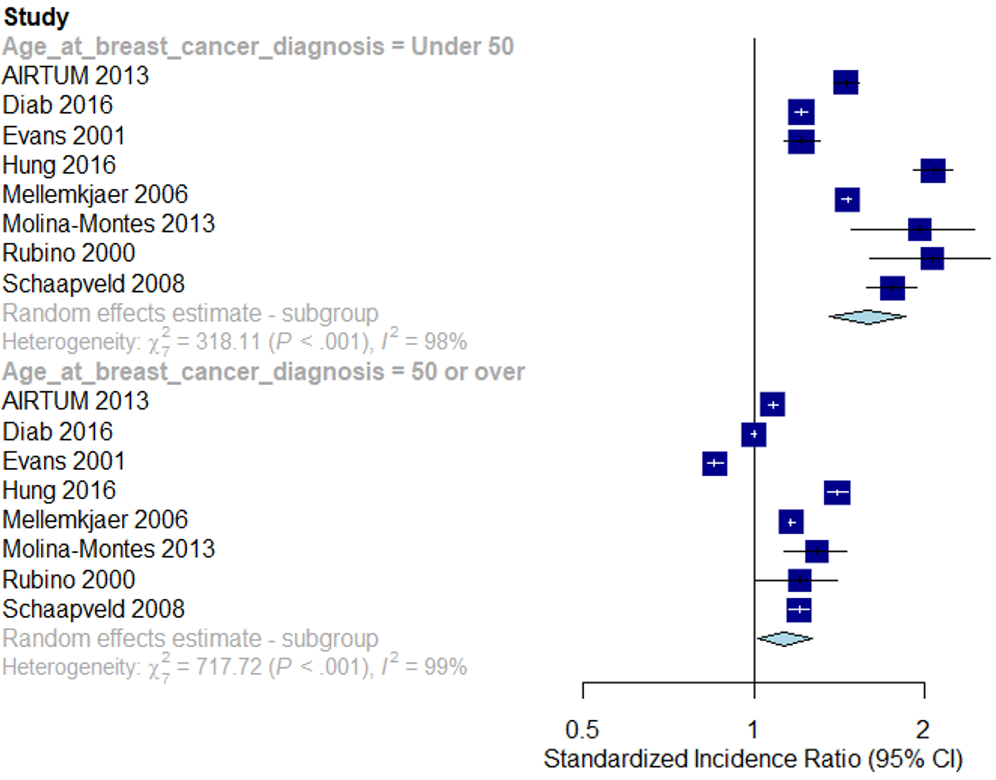 Study
Age_at_breast_cancer_diagnosis = Under 50
AIRTUM 2013
Diab 2016
Evans 2001
Hung 2016
Mellemkjaer 2006
Molina-Montes 2013
Rubino 2000
Schaapveld 2008
Random effects estimate - subgroup
Heterogeneity: χ²₇ = 318.11 (P < .001), I² = 98%
Age_at_breast_cancer_diagnosis = 50 or over
AIRTUM 2013
Diab 2016
Evans 2001
Hung 2016
Mellemkjaer 2006
Molina-Montes 2013
Rubino 2000
Schaapveld 2008
Random effects estimate - subgroup
Heterogeneity: χ²₇ = 717.72 (P < .001), I² = 99%
0.5 1 2
Standardized Incidence Ratio (95% CI)